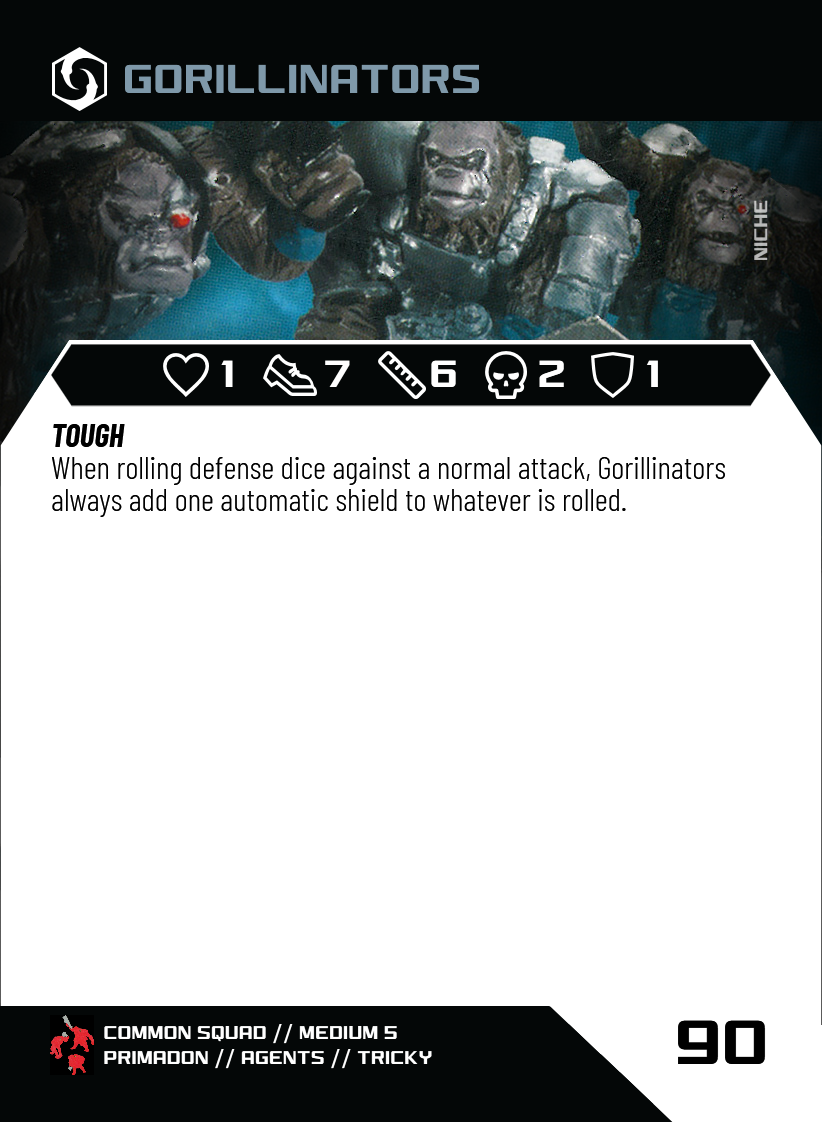 GORILLINATORS
NICHE
1 7 6 2 1
TOUGH
When rolling defense dice against a normal attack, Gorillinators
always add one automatic shield to whatever is rolled.
COMMON SQUAD // MEDIUM 5
PRIMADON // AGENTS // TRICKY
90